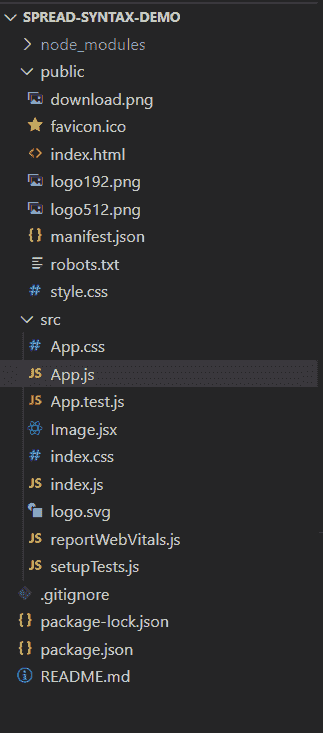 SPREAD-SYNTAX-DEMO
node_modules
public
download.png
favicon.ico
index.html
logo192.png
logo512.png
manifest.json
robots.txt
style.css
src
App.css
App.js
App.test.js
Image.jsx
index.css
index.js
logo.svg
reportWebVitals.js
setupTests.js
.gitignore
package-lock.json
package.json
README.md